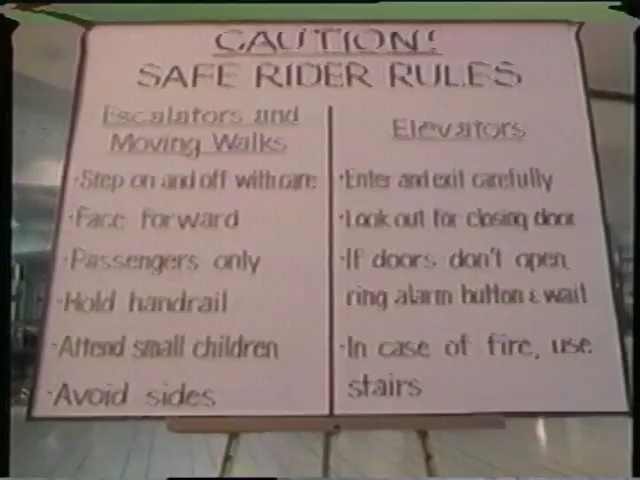 CAUTION!
SAFE RIDER RULES
Escalators and
Moving Walks
·Step on and off with care
·Face forward
·Passengers only
·Hold handrail
·Attend small children
·Avoid sides
Elevators
·Enter and exit carefully
·Look out for closing door
·If doors don't open,
ring alarm button & wait
·In case of fire, use
stairs